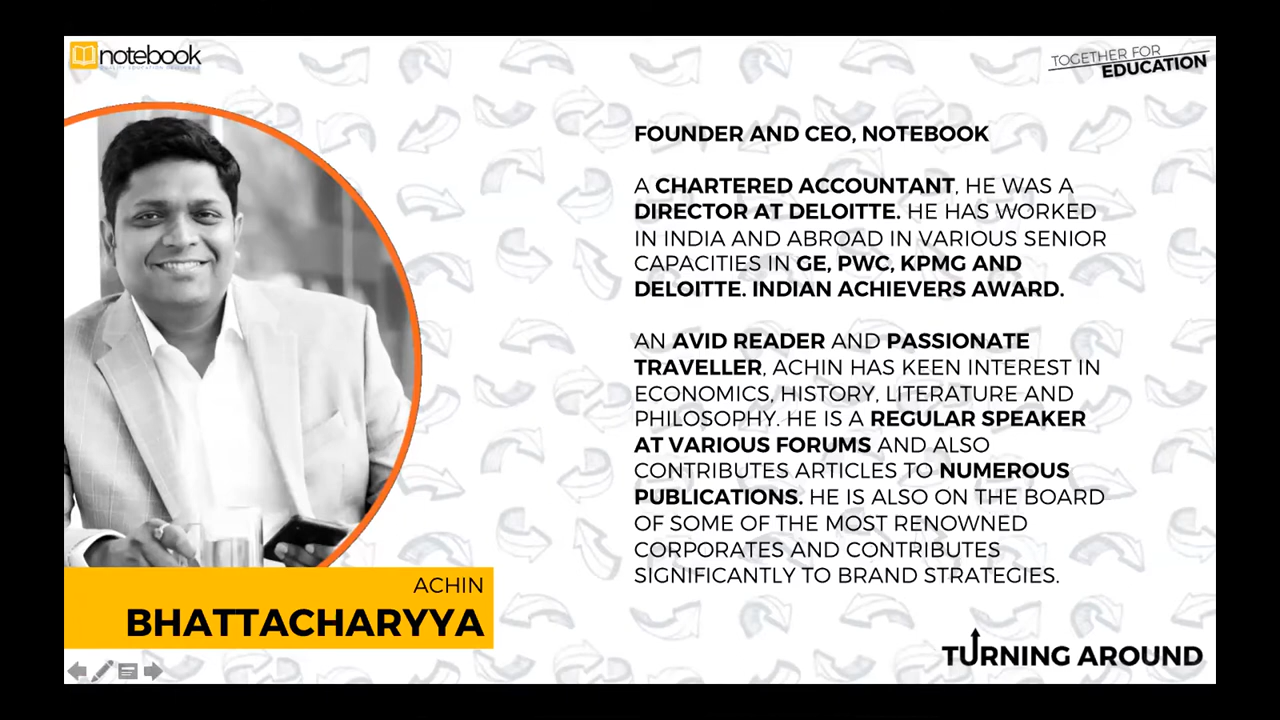 notebook
TOGETHER FOR
EDUCATION
FOUNDER AND CEO, NOTEBOOK
A CHARTERED ACCOUNTANT, HE WAS A
DIRECTOR AT DELOITTE. HE HAS WORKED
IN INDIA AND ABROAD IN VARIOUS SENIOR
CAPACITIES IN GE, PWC, KPMG AND
DELOITTE. INDIAN ACHIEVERS AWARD.
AN AVID READER AND PASSIONATE
TRAVELLER, ACHIN HAS KEEN INTEREST IN
ECONOMICS, HISTORY, LITERATURE AND
PHILOSOPHY. HE IS A REGULAR SPEAKER
AT VARIOUS FORUMS AND ALSO
CONTRIBUTES ARTICLES TO NUMEROUS
PUBLICATIONS. HE IS ALSO ON THE BOARD
OF SOME OF THE MOST RENOWNED
CORPORATES AND CONTRIBUTES
SIGNIFICANTLY TO BRAND STRATEGIES.
ACHIN
BHATTACHARYYA
TURNING AROUND